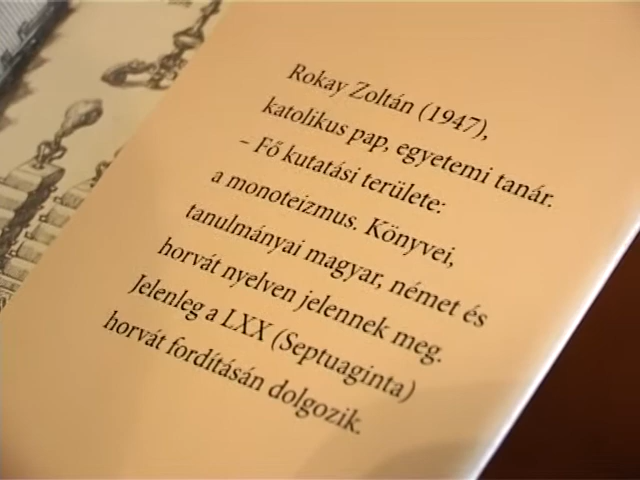 Rokay Zoltán (1947),
katolikus pap, egyetemi tanár.
– Fő kutatási területe:
a monoteizmus. Könyvei,
tanulmányai magyar, német és
horvát nyelven jelennek meg.
Jelenleg a LXX (Septuaginta)
horvát fordításán dolgozik.